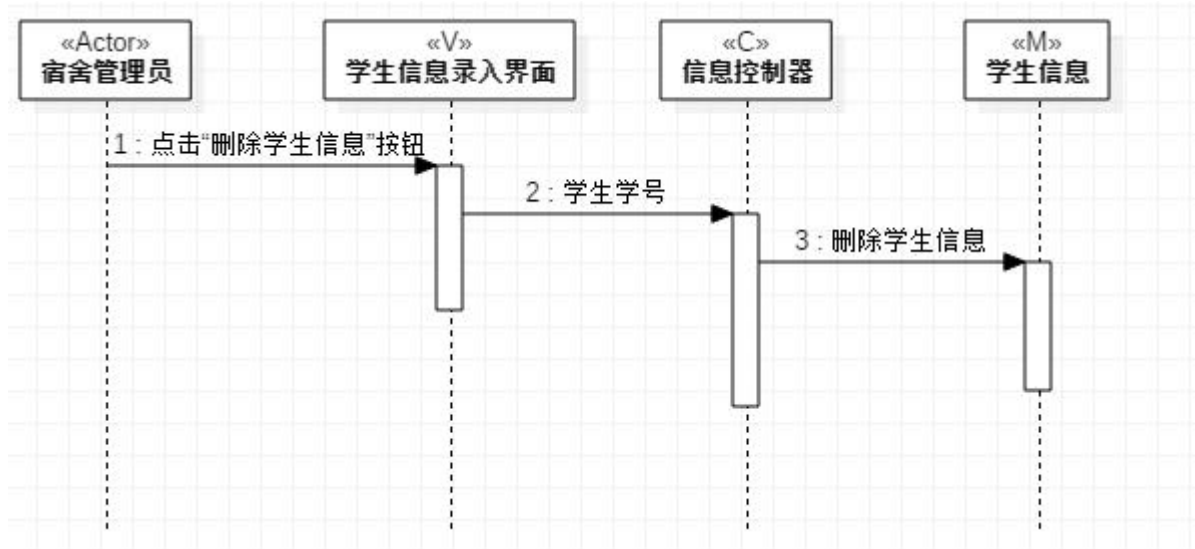 «Actor»
宿舍管理员
«V»
学生信息录入界面
«C»
信息控制器
«M»
学生信息
1 : 点击“删除学生信息”按钮
2 : 学生学号
3 : 删除学生信息